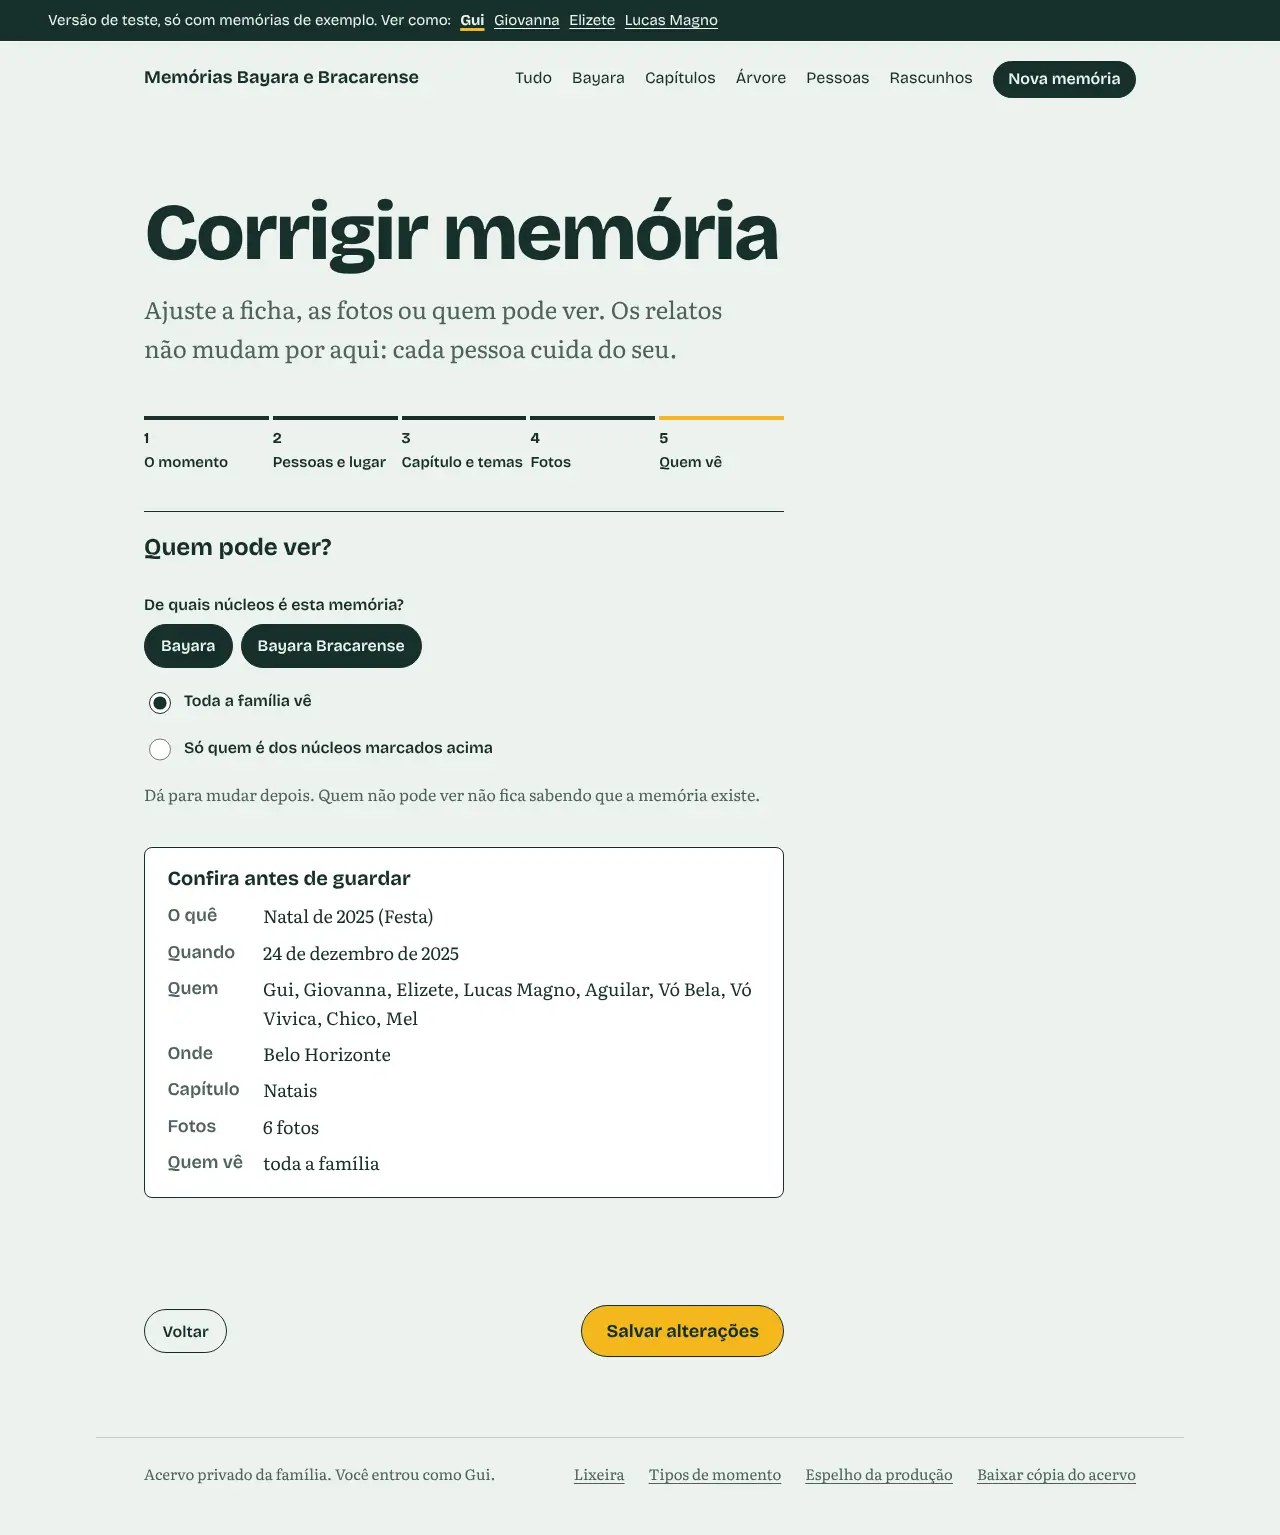 Versão de teste, só com memórias de exemplo. Ver como: Gui Giovanna Elizete Lucas Magno
Memórias Bayara e Bracarense
Tudo Bayara Capítulos Árvore Pessoas Rascunhos Nova memória
Corrigir memória
Ajuste a ficha, as fotos ou quem pode ver. Os relatos
não mudam por aqui: cada pessoa cuida do seu.
1 2 3 4 5
O momento Pessoas e lugar Capítulo e temas Fotos Quem vê
Quem pode ver?
De quais núcleos é esta memória?
Bayara Bayara Bracarense
Toda a família vê
Só quem é dos núcleos marcados acima
Dá para mudar depois. Quem não pode ver não fica sabendo que a memória existe.
Confira antes de guardar
O quê Natal de 2025 (Festa)
Quando 24 de dezembro de 2025
Quem Gui, Giovanna, Elizete, Lucas Magno, Aguilar, Vó Bela, Vó
Vivica, Chico, Mel
Onde Belo Horizonte
Capítulo Natais
Fotos 6 fotos
Quem vê toda a família
Voltar Salvar alterações
Acervo privado da família. Você entrou como Gui. Lixeira Tipos de momento Espelho da produção Baixar cópia do acervo